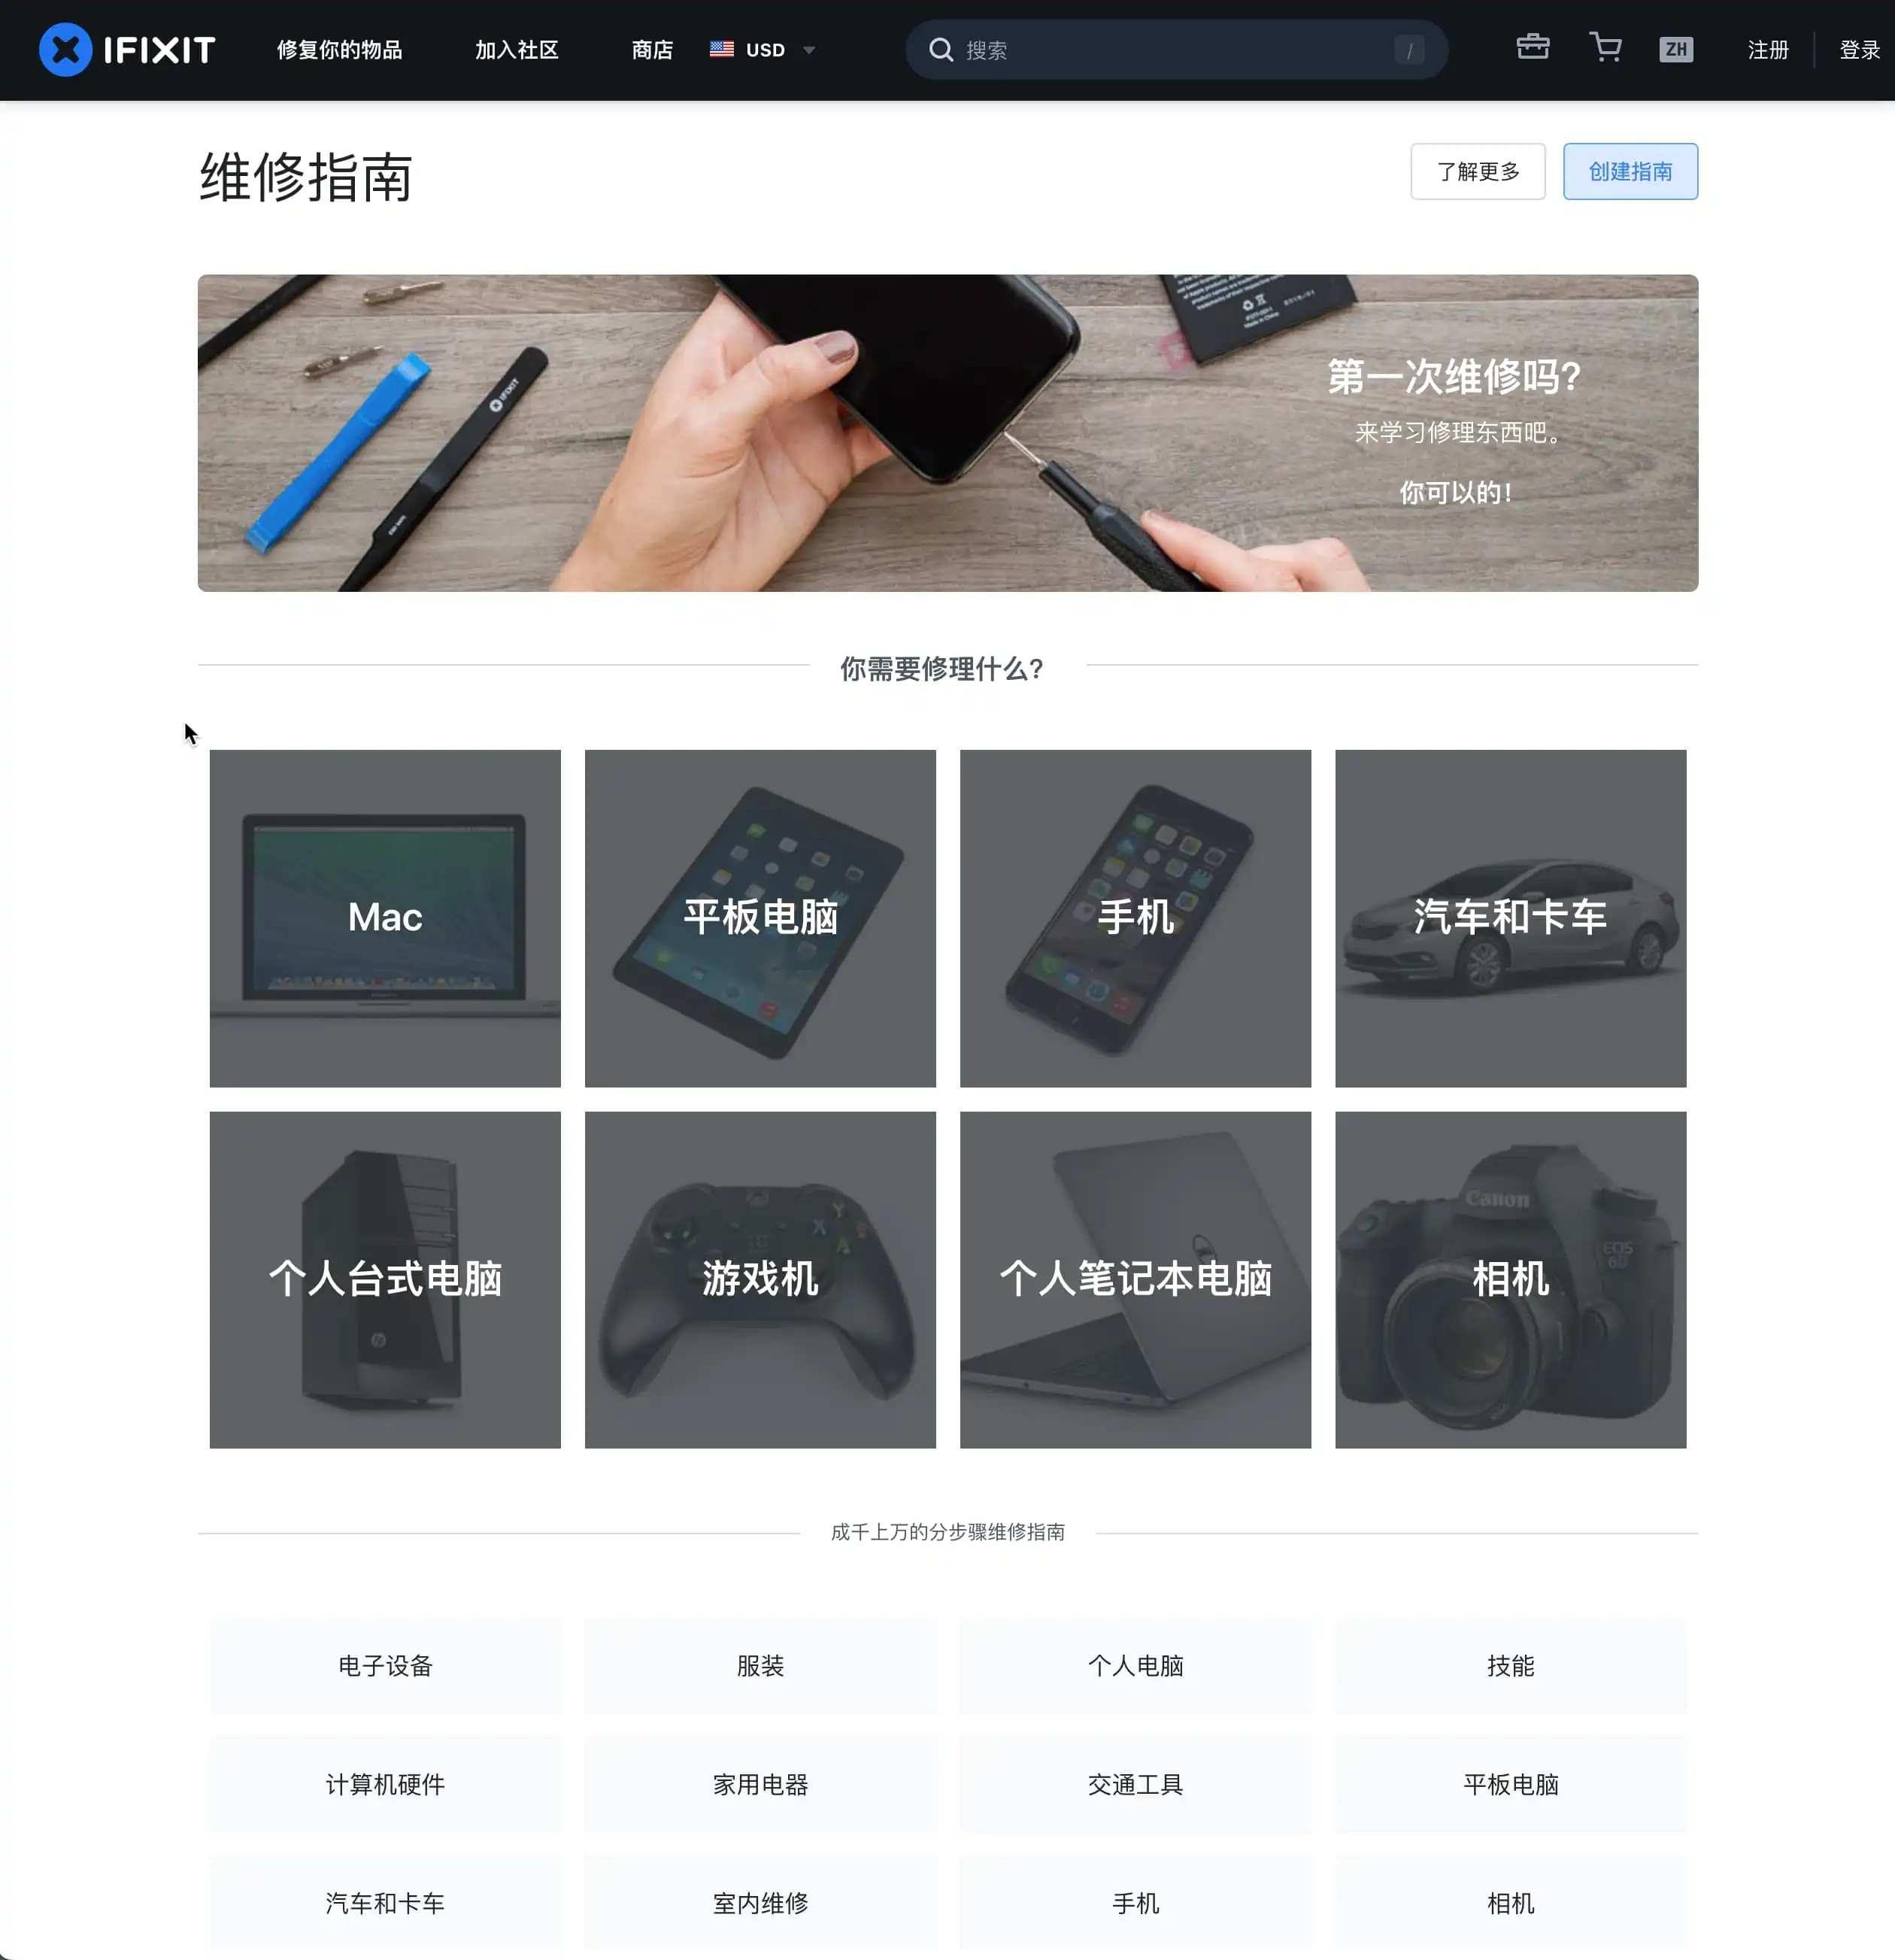 IFIXIT
修复你的物品
加入社区
商店
USD
搜索
/
ZH
注册
登录
维修指南
了解更多
创建指南
IFIXIT
Made in China
第一次维修吗?
来学习修理东西吧。
你可以的!
你需要修理什么?
Mac
平板电脑
手机
汽车和卡车
Canon
EOS
6D
Y
X
A
个人台式电脑
游戏机
个人笔记本电脑
相机
成千上万的分步骤维修指南
电子设备
服装
个人电脑
技能
计算机硬件
家用电器
交通工具
平板电脑
汽车和卡车
室内维修
手机
相机